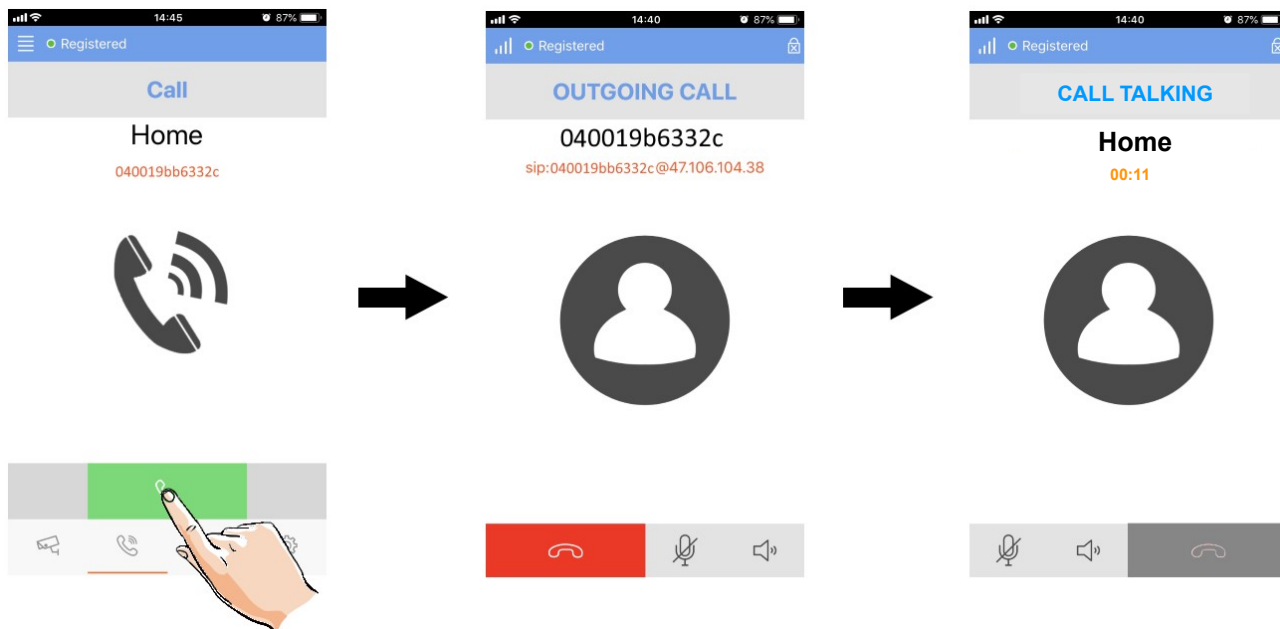 14:45
87%
Registered
Call
Home
040019bb6332c
14:40
87%
Registered
OUTGOING CALL
040019b6332c
sip:040019bb6332c@47.106.104.38
14:40
87%
Registered
CALL TALKING
Home
00:11